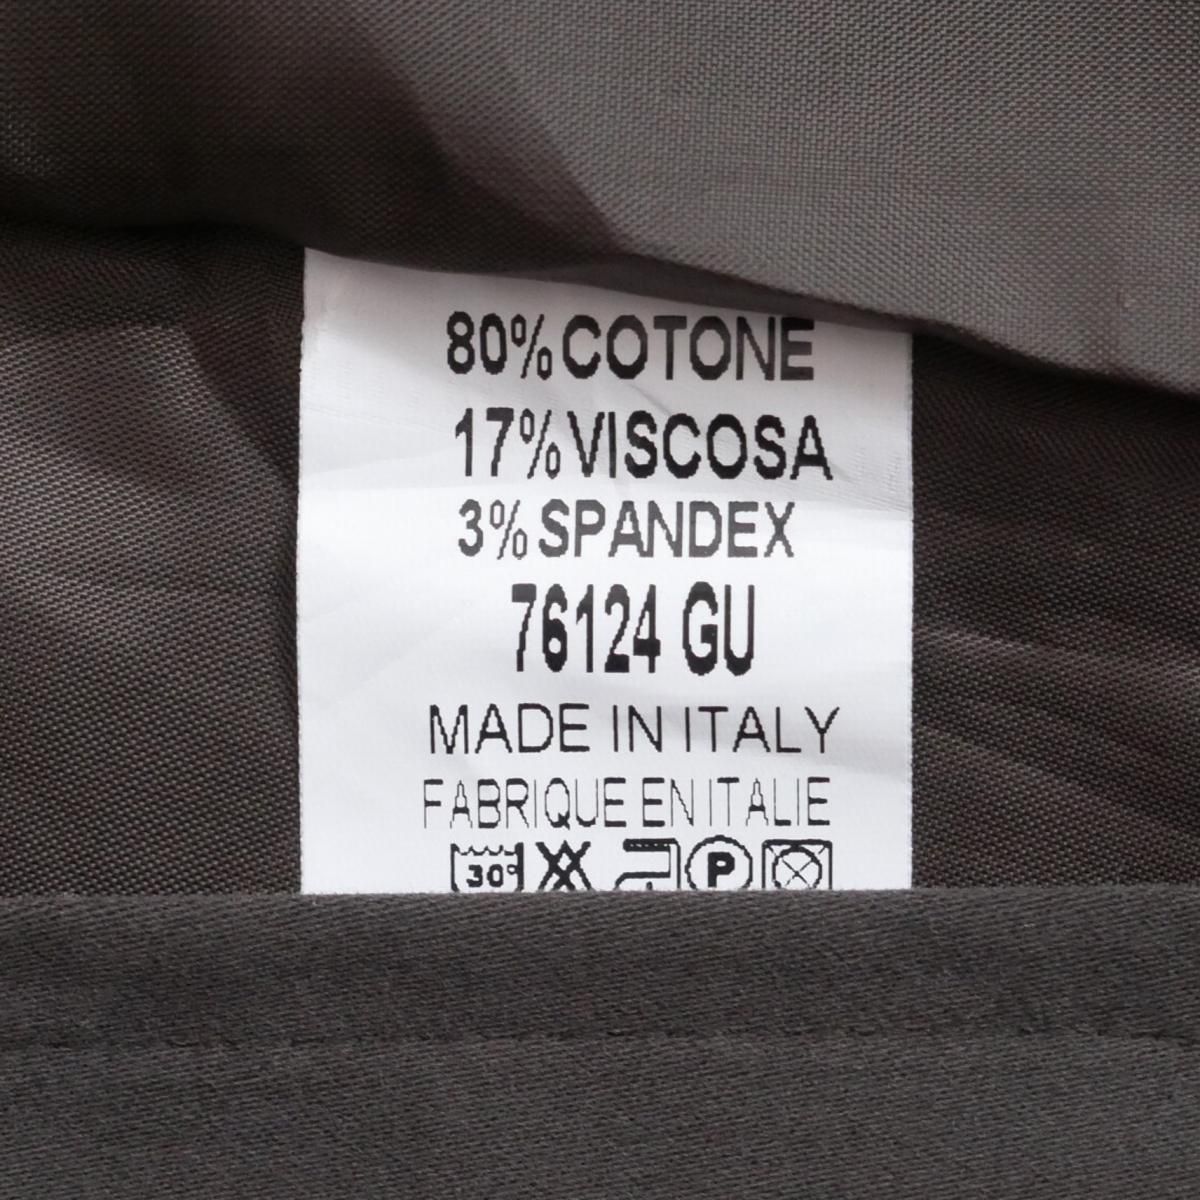 80% COTONE
17% VISCOSA
3% SPANDEX
76124 GU
MADE IN ITALY
FABRIQUE EN ITALIE
30° P